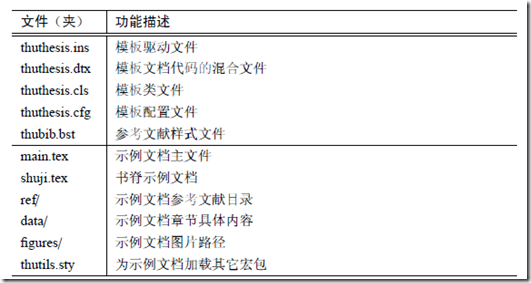 文件（夹） 功能描述
thuthesis.ins 模板驱动文件
thuthesis.dtx 模板文档代码的混合文件
thuthesis.cls 模板类文件
thuthesis.cfg 模板配置文件
thubib.bst 参考文献样式文件
main.tex 示例文档主文件
shuji.tex 书脊示例文档
ref/ 示例文档参考文献目录
data/ 示例文档章节具体内容
figures/ 示例文档图片路径
thutils.sty 为示例文档加载其它宏包